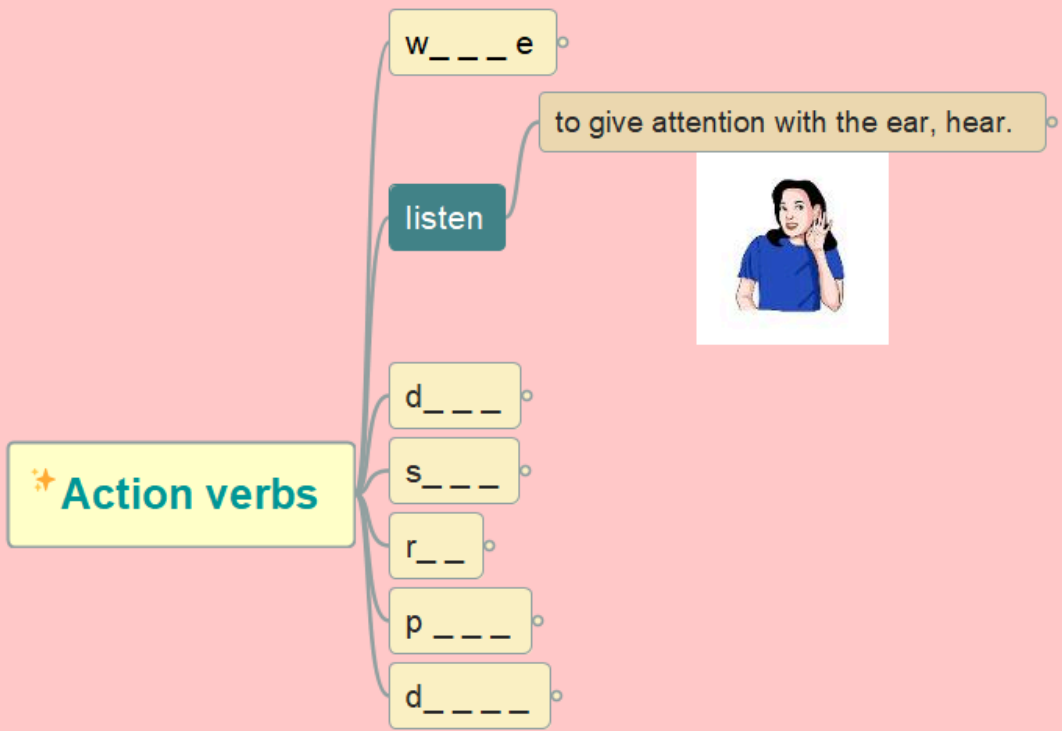 w_ _ _ e
to give attention with the ear, hear.
listen
d_ _ _
s_ _ _
Action verbs
r_ _
p _ _ _
d_ _ _ _